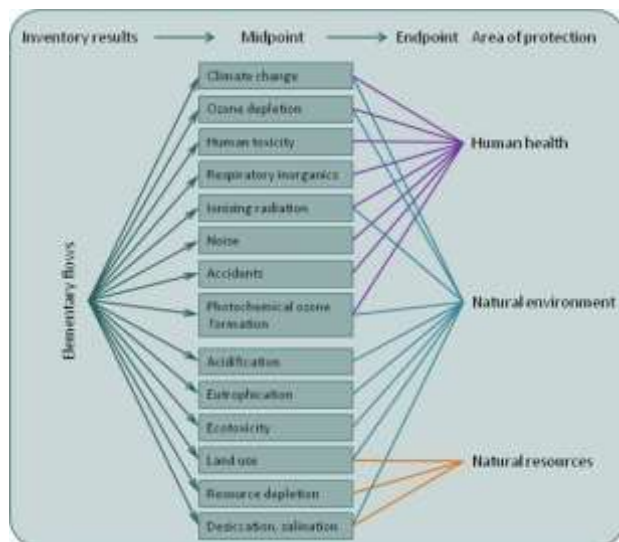 Inventory results
Midpoint
Endpoint
Area of protection
Elementary flows
Climate change
Ozone depletion
Human toxicity
Respiratory inorganics
Ionising radiation
Noise
Accidents
Photochemical ozone
formation
Acidification
Eutrophication
Ecotoxicity
Land use
Resource depletion
Desiccation, salination
Human health
Natural environment
Natural resources